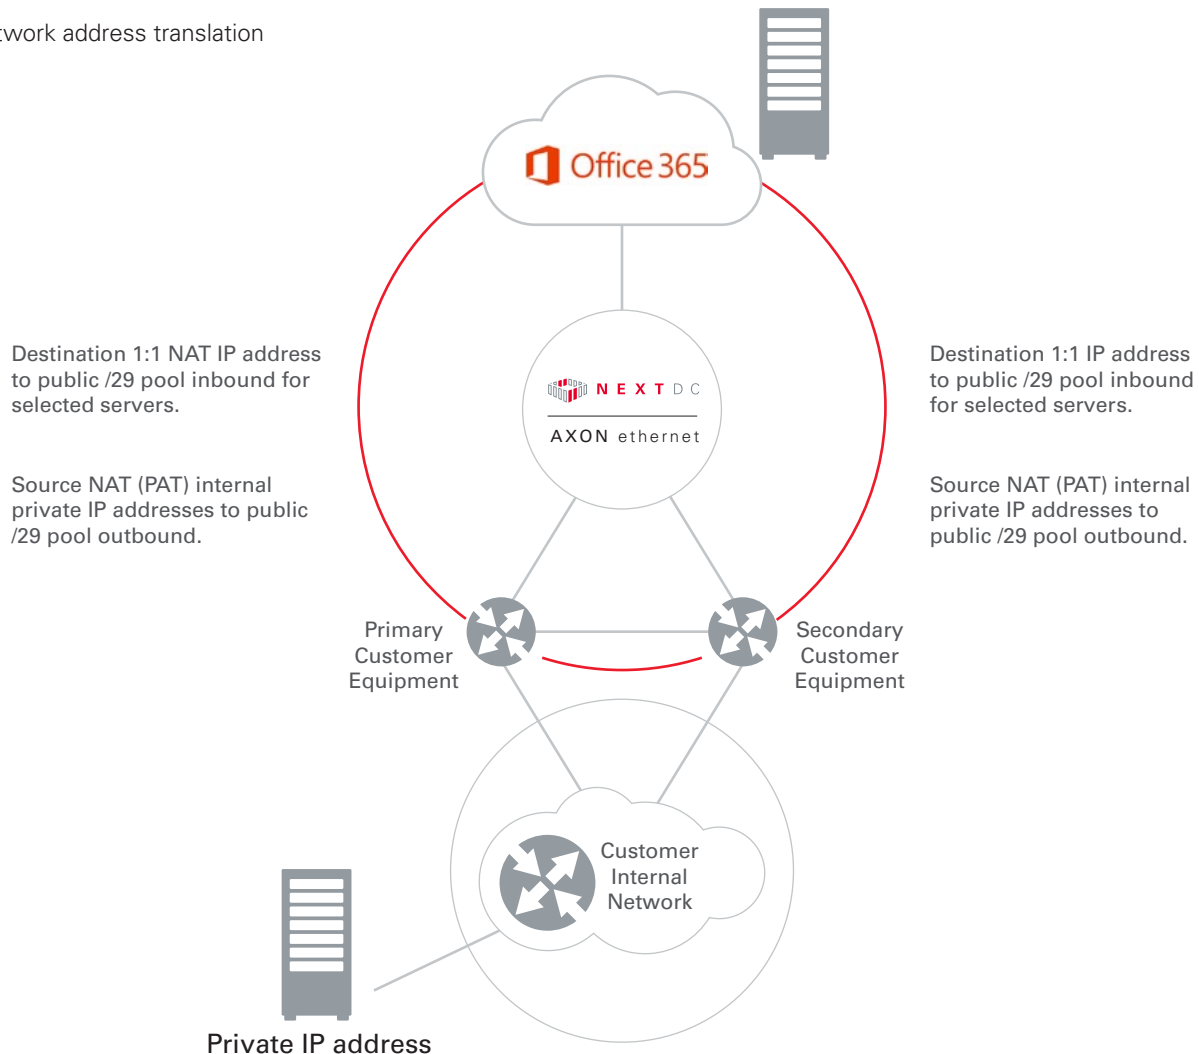 twork address translation
Office 365
Destination 1:1 NAT IP address
to public /29 pool inbound for
selected servers.
Source NAT (PAT) internal
private IP addresses to public
/29 pool outbound.
NEXTDC
AXON ethernet
Destination 1:1 IP address
to public /29 pool inbound
for selected servers.
Source NAT (PAT) internal
private IP addresses to
public /29 pool outbound.
Primary
Customer
Equipment
Secondary
Customer
Equipment
Customer
Internal
Network
Private IP address